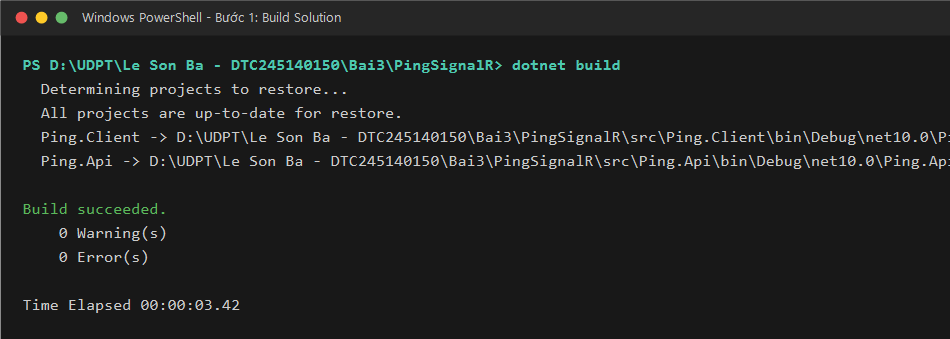 Windows PowerShell - Bước 1: Build Solution
PS D:\UDPT\Le Son Ba - DTC245140150\Bai3\PingSignalR> dotnet build
Determining projects to restore...
All projects are up-to-date for restore.
Ping.Client -> D:\UDPT\Le Son Ba - DTC245140150\Bai3\PingSignalR\src\Ping.Client\bin\Debug\net10.0\Pi
Ping.Api -> D:\UDPT\Le Son Ba - DTC245140150\Bai3\PingSignalR\src\Ping.Api\bin\Debug\net10.0\Ping.Api
Build succeeded.
0 Warning(s)
0 Error(s)
Time Elapsed 00:00:03.42